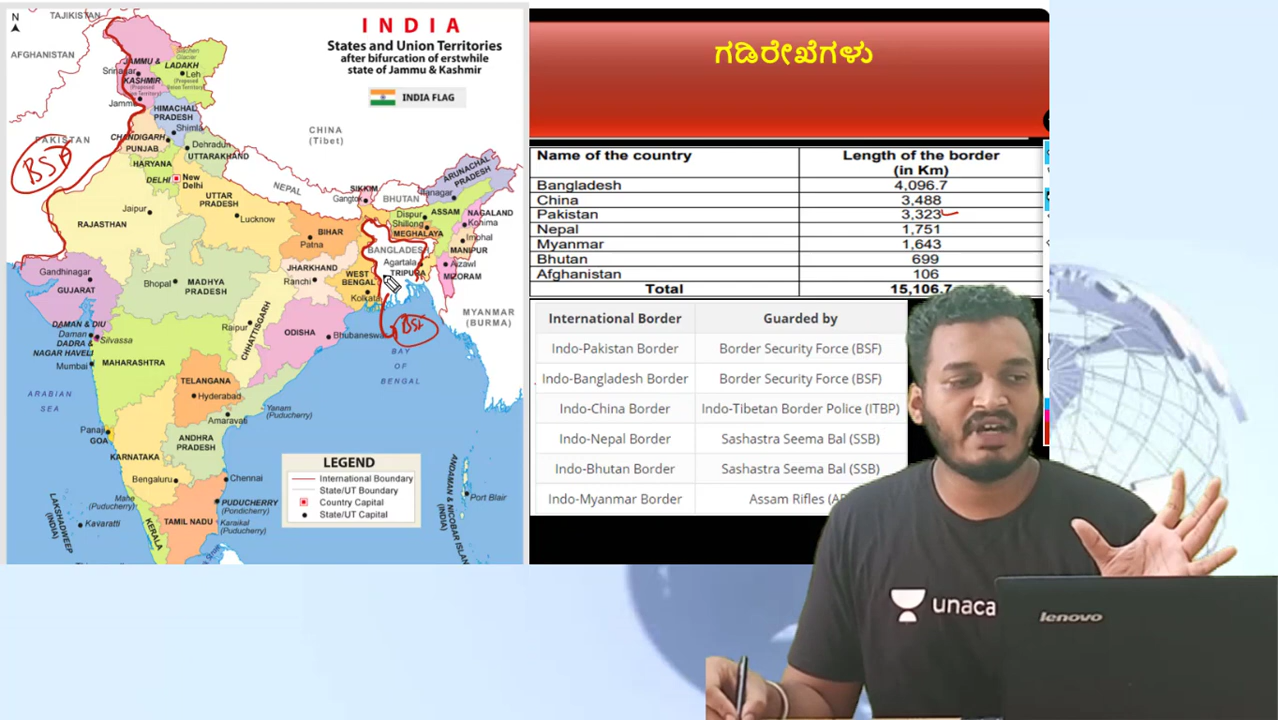 N
TAJIKISTAN
AFGHANISTAN
INDIA
States and Union Territories
after bifurcation of erstwhile
state of Jammu & Kashmir
INDIA FLAG
JAMMU &
KASHMIR
Srinagar
Jammu
Siachen
Glacier
LADAKH
Leh
HIMACHAL
PRADESH
Shimla
PAKISTAN
BSF
CHANDIGARH
PUNJAB
Dehradun
UTTARAKHAND
HARYANA
DELHI
New
Delhi
CHINA
(Tibet)
NEPAL
UTTAR
PRADESH
Lucknow
Jaipur
RAJASTHAN
SIKKIM
Gangtok
BHUTAN
ARUNACHAL
PRADESH
Itanagar
Dispur
ASSAM
NAGALAND
Kohima
Shillong
MEGHALAYA
Imphal
MANIPUR
BIHAR
Patna
BANGLADES
Agartala
TRIPURA
Aizawl
MIZORAM
Gandhinagar
GUJARAT
Bhopal
MADHYA
PRADESH
JHARKHAND
Ranchi
WEST
BENGAL
Kolkata
MYANMAR
(BURMA)
BSF
DAMAN & DIU
Daman
Silvassa
DADRA &
NAGAR HAVELI
Mumbai
MAHARASHTRA
Raipur
CHHATTISGARH
ODISHA
Bhubaneswar
BAY
OF
BENGAL
ARABIAN
SEA
TELANGANA
Hyderabad
Yanam
(Puducherry)
Amaravati
ANDHRA
PRADESH
Panaji
GOA
KARNATAKA
Bengaluru
Chennai
Mahe
(Puducherry)
PUDUCHERRY
(Pondicherry)
Karaikal
(Puducherry)
TAMIL NADU
KERALA
LAKSHADWEEP
(INDIA)
Kavaratti
ANDAMAN & NICOBAR ISLAN
(INDIA)
Port Blair
LEGEND
International Boundary
State/UT Boundary
Country Capital
State/UT Capital
ಗಡಿರೇಖೆಗಳು
Name of the country Length of the border
(in Km)
Bangladesh 4,096.7
China 3,488
Pakistan 3,323
Nepal 1,751
Myanmar 1,643
Bhutan 699
Afghanistan 106
Total 15,106.7
International Border Guarded by
Indo-Pakistan Border Border Security Force (BSF)
Indo-Bangladesh Border Border Security Force (BSF)
Indo-China Border Indo-Tibetan Border Police (ITBP)
Indo-Nepal Border Sashastra Seema Bal (SSB)
Indo-Bhutan Border Sashastra Seema Bal (SSB)
Indo-Myanmar Border Assam Rifles (AR
unaca
lenovo